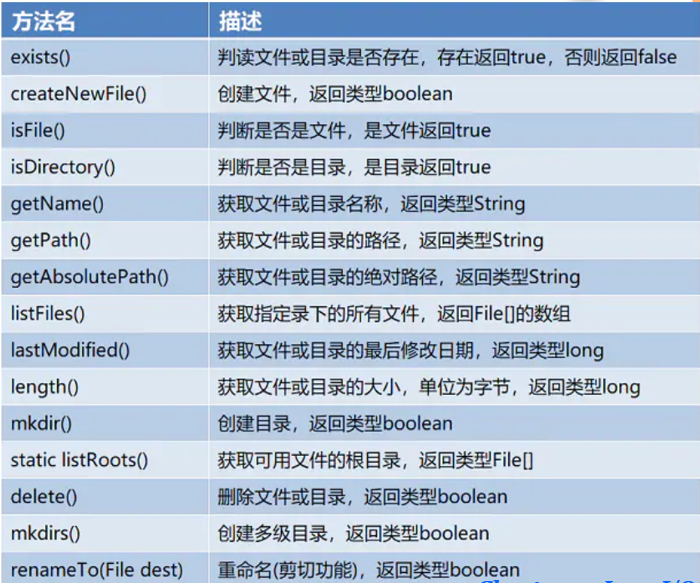 方法名 描述
exists() 判读文件或目录是否存在，存在返回true，否则返回false
createNewFile() 创建文件，返回类型boolean
isFile() 判断是否是文件，是文件返回true
isDirectory() 判断是否是目录，是目录返回true
getName() 获取文件或目录名称，返回类型String
getPath() 获取文件或目录的路径，返回类型String
getAbsolutePath() 获取文件或目录的绝对路径，返回类型String
listFiles() 获取指定录下的所有文件，返回File[]的数组
lastModified() 获取文件或目录的最后修改日期，返回类型long
length() 获取文件或目录的大小，单位为字节，返回类型long
mkdir() 创建目录，返回类型boolean
static listRoots() 获取可用文件的根目录，返回类型File[]
delete() 删除文件或目录，返回类型boolean
mkdirs() 创建多级目录，返回类型boolean
renameTo(File dest) 重命名(剪切功能)，返回类型boolean